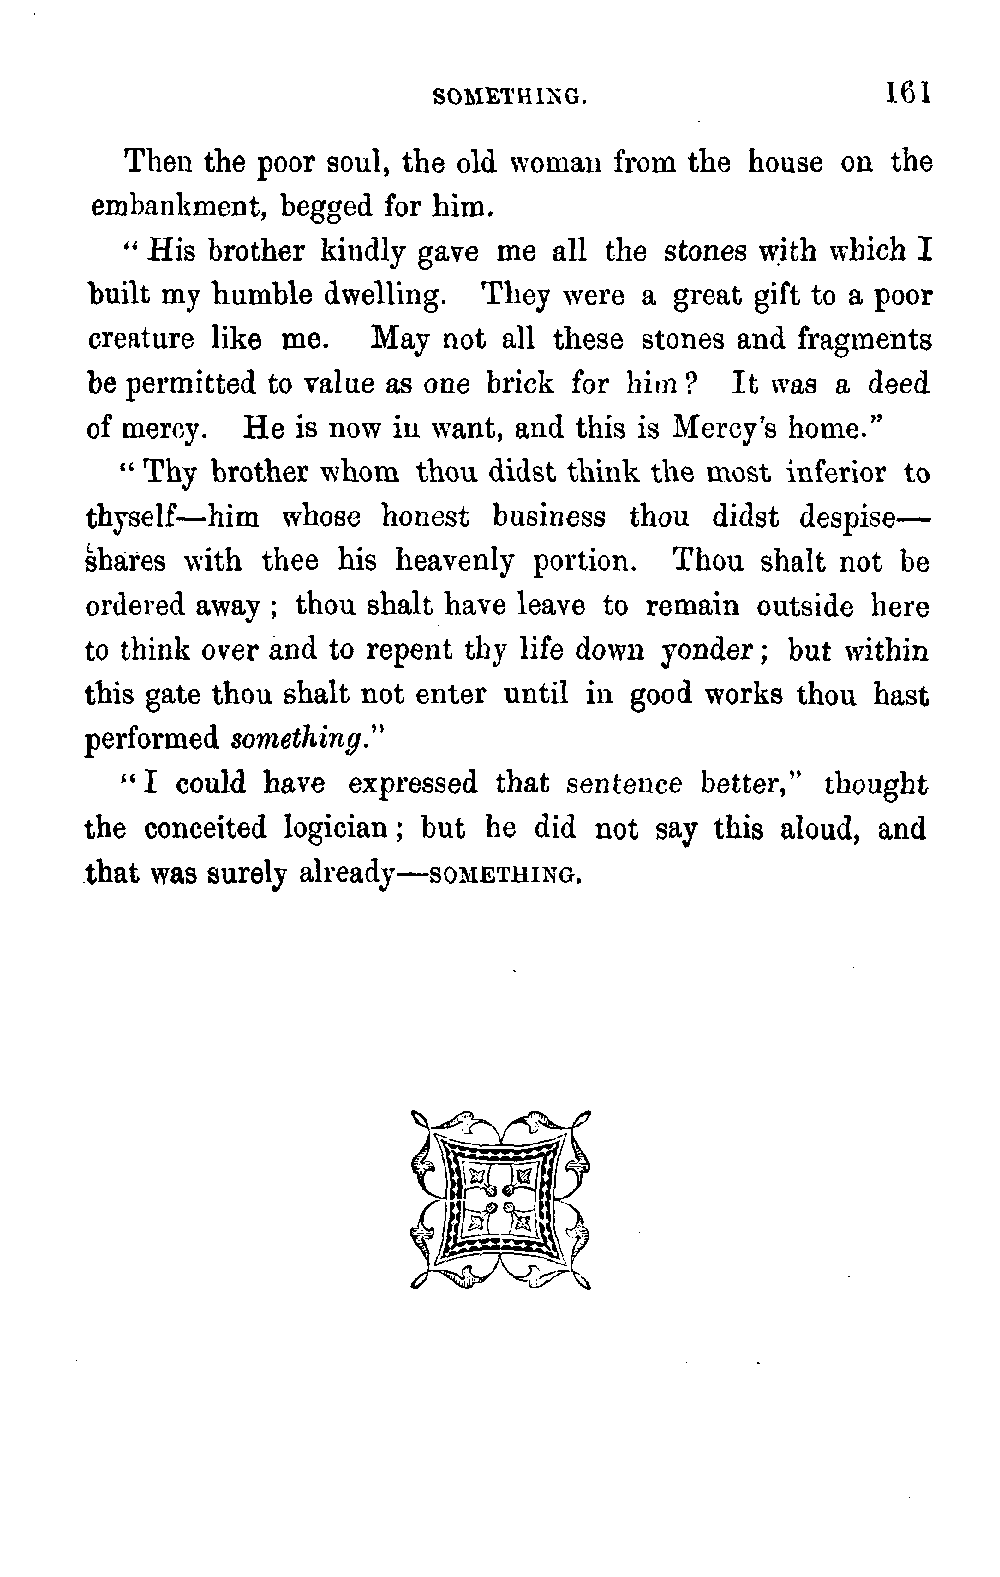 SOMETHING. 161
Then the poor soul, the old woman from the house on the
embankment, begged for him.
“ His brother kindly gave me all the stones with which I
built my humble dwelling. They were a great gift to a poor
creature like me. May not all these stones and fragments
be permitted to value as one brick for him ? It was a deed
of mercy. He is now in want, and this is Mercy’s home.”
“ Thy brother whom thou didst think the most inferior to
thyself—him whose honest business thou didst despise—
shares with thee his heavenly portion. Thou shalt not be
ordered away ; thou shalt have leave to remain outside here
to think over and to repent thy life down yonder ; but within
this gate thou shalt not enter until in good works thou hast
performed something.”
“ I could have expressed that sentence better,” thought
the conceited logician ; but he did not say this aloud, and
that was surely already—SOMETHING.